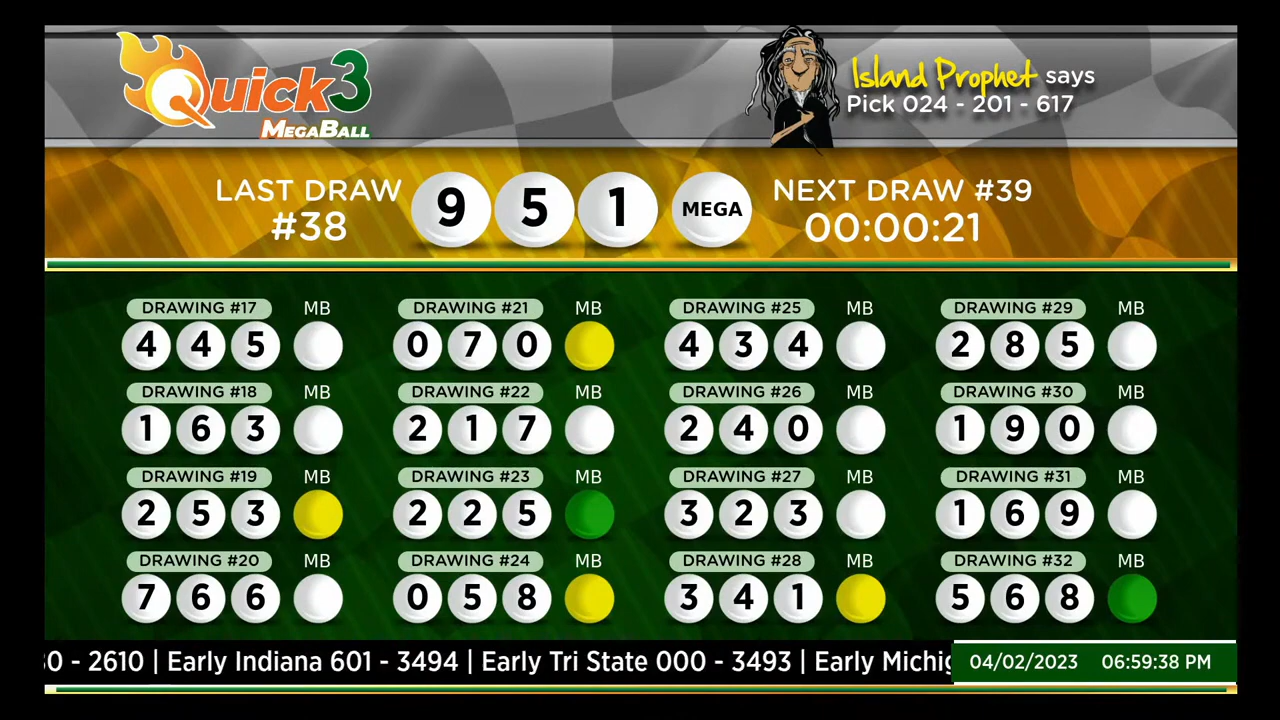 Quick3
MEGABALL
Island Prophet says
Pick 024 - 201 - 617
LAST DRAW
#38
9 5 1 MEGA
NEXT DRAW #39
00:00:21
DRAWING #17 MB
4 4 5
DRAWING #18 MB
1 6 3
DRAWING #19 MB
2 5 3
DRAWING #20 MB
7 6 6
DRAWING #21 MB
0 7 0
DRAWING #22 MB
2 1 7
DRAWING #23 MB
2 2 5
DRAWING #24 MB
0 5 8
DRAWING #25 MB
4 3 4
DRAWING #26 MB
2 4 0
DRAWING #27 MB
3 2 3
DRAWING #28 MB
3 4 1
DRAWING #29 MB
2 8 5
DRAWING #30 MB
1 9 0
DRAWING #31 MB
1 6 9
DRAWING #32 MB
5 6 8
0 - 2610 | Early Indiana 601 - 3494 | Early Tri State 000 - 3493 | Early Michig
04/02/2023 06:59:38 PM